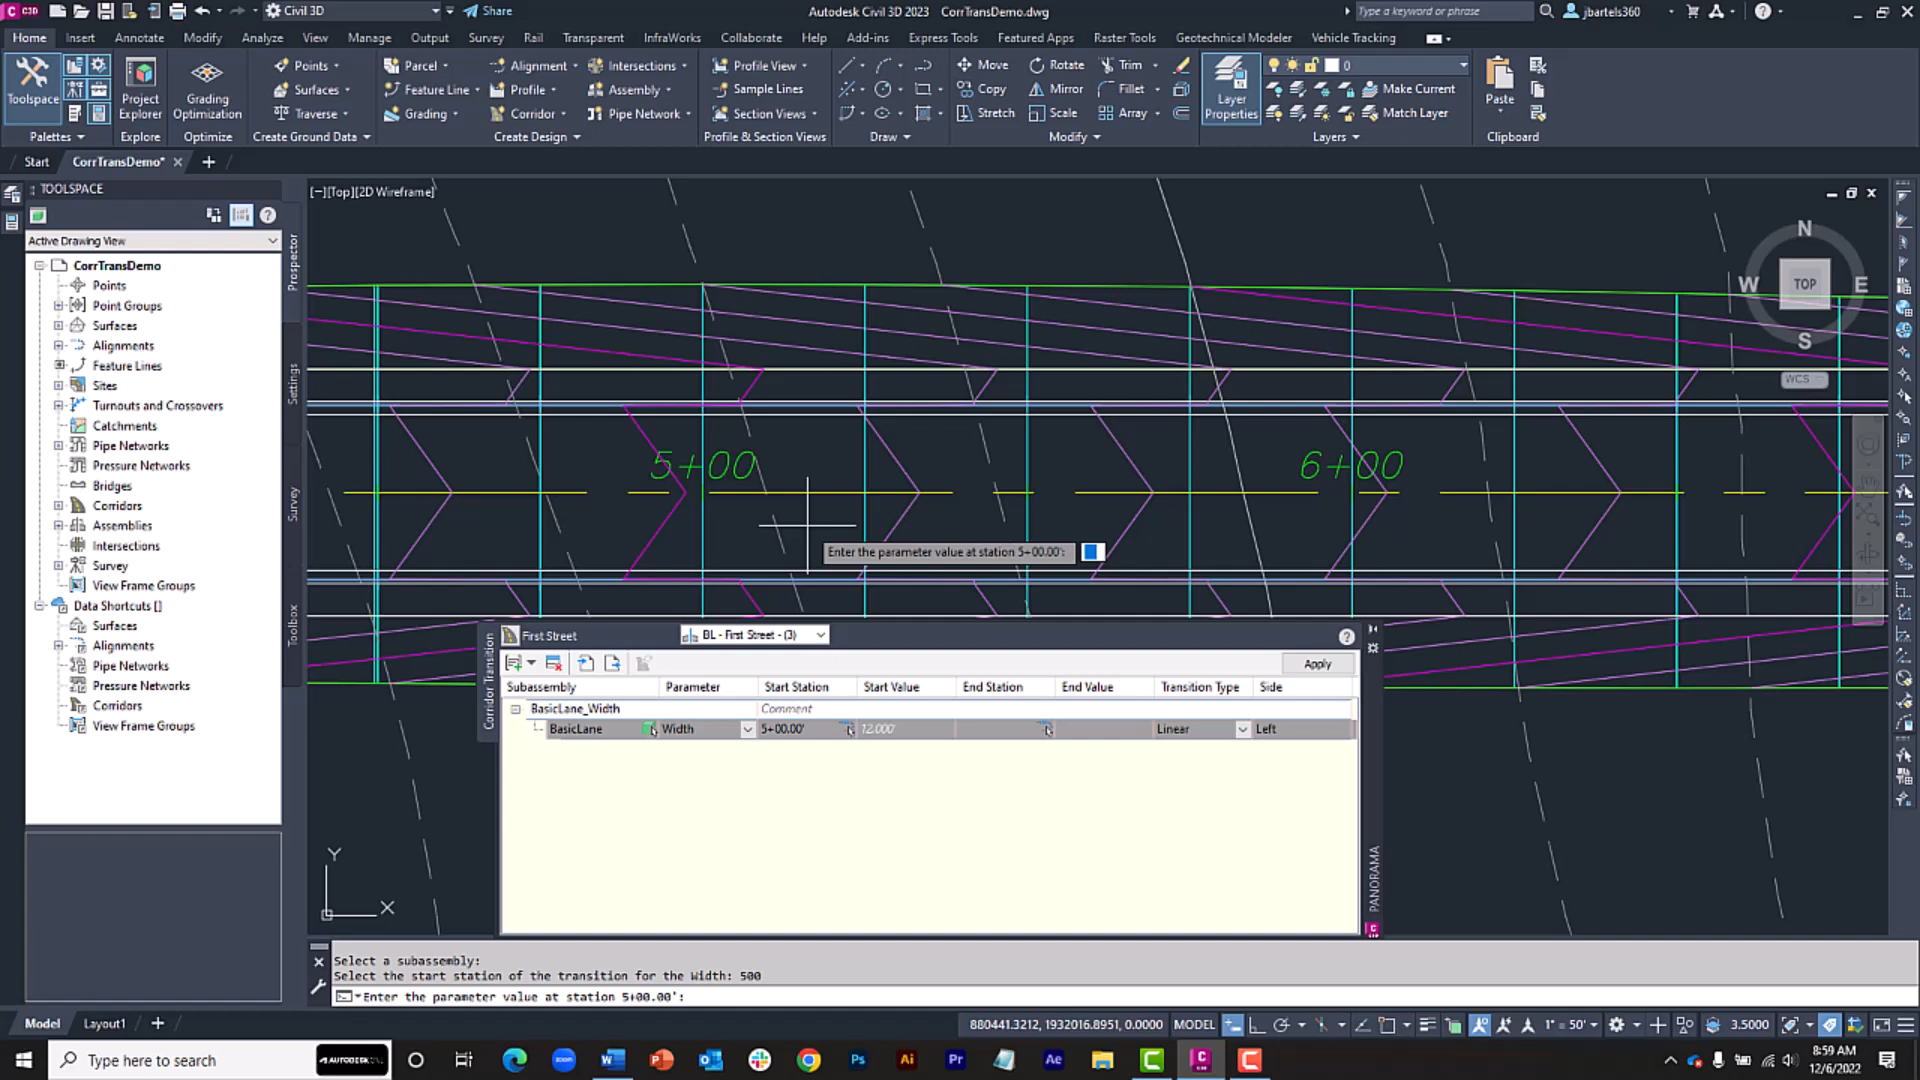 C3D Civil 3D Share Autodesk Civil 3D 2023 CorrTransDemo.dwg Type a keyword or phrase jbartels360
Home Insert Annotate Modify Analyze View Manage Output Survey Rail Transparent InfraWorks Collaborate Help Add-ins Express Tools Featured Apps Raster Tools Geotechnical Modeler Vehicle Tracking
Points Parcel Alignment Intersections Profile View Move Rotate Trim 0
Surfaces Feature Line Profile Assembly Sample Lines Copy Mirror Fillet Make Current
Toolspace Project Explorer Grading Optimization Layer Properties Paste
Traverse Grading Corridor Pipe Network Section Views Stretch Scale Array Match Layer
Palettes Explore Optimize Create Ground Data Create Design Profile & Section Views Draw Modify Layers Clipboard
Start CorrTransDemo*
TOOLSPACE
Active Drawing View
CorrTransDemo
Points
Point Groups
Surfaces
Alignments
Feature Lines
Sites
Turnouts and Crossovers
Catchments
Pipe Networks
Pressure Networks
Bridges
Corridors
Assemblies
Intersections
Survey
View Frame Groups
Data Shortcuts []
Surfaces
Alignments
Pipe Networks
Pressure Networks
Corridors
View Frame Groups
Prospector
Settings
Survey
Toolbox
[−][Top][2D Wireframe]
N
W TOP E
S
WCS
5+00 6+00
Enter the parameter value at station 5+00.00':
Corridor Transition
First Street BL - First Street - (3)
Apply
Subassembly Parameter Start Station Start Value End Station End Value Transition Type Side
BasicLane_Width Comment
BasicLane Width 5+00.00' 12.000' Linear Left
PANORAMA
Y
X
Select a subassembly:
Select the start station of the transition for the Width: 500
Enter the parameter value at station 5+00.00':
Model Layout1 880441.3212, 1932016.8951, 0.0000 MODEL 1" = 50' 3.5000
Type here to search AUTODESK 8:59 AM
12/6/2022